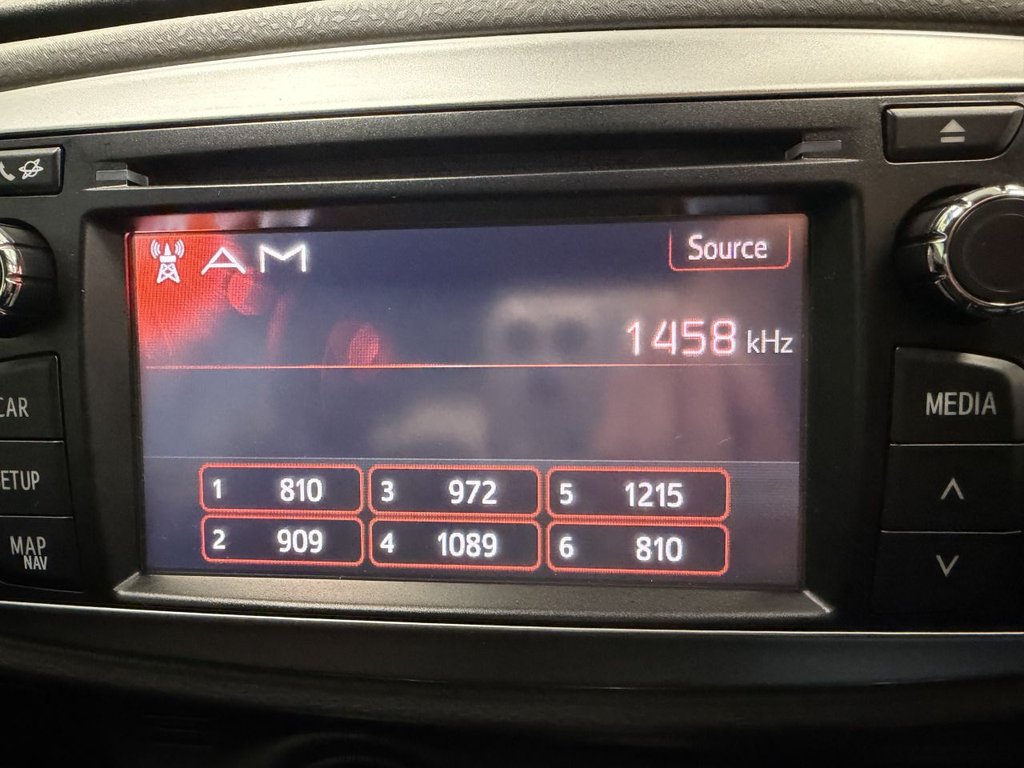 AM
Source
1458 kHz
CAR
MEDIA
SETUP
1 810
3 972
5 1215
2 909
4 1089
6 810
MAP
NAV